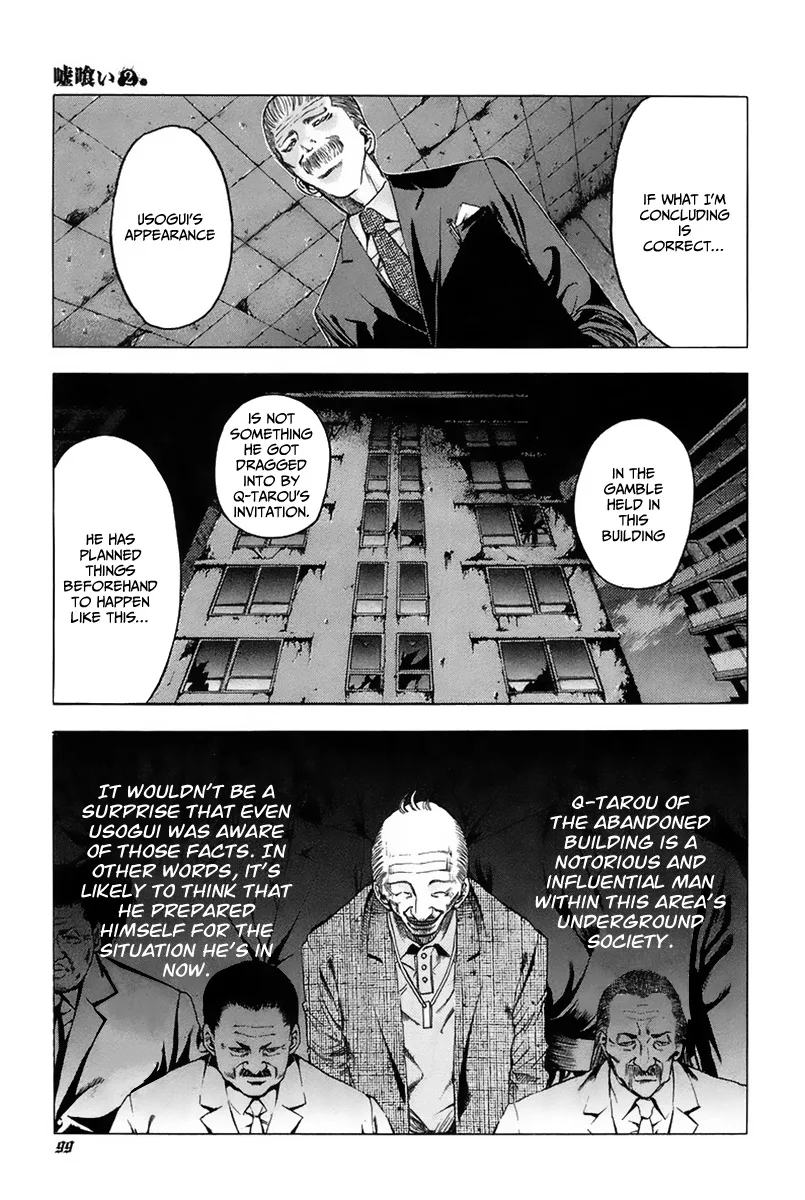 嘘喰い 2.
IF WHAT I'M
CONCLUDING
IS
CORRECT...
USOGUI'S
APPEARANCE
IN THE
GAMBLE
HELD IN
THIS
BUILDING
IS NOT
SOMETHING
HE GOT
DRAGGED
INTO BY
Q-TAROU'S
INVITATION.
HE HAS
PLANNED
THINGS
BEFOREHAND
TO HAPPEN
LIKE THIS...
Q-TAROU OF
THE ABANDONED
BUILDING IS A
NOTORIOUS AND
INFLUENTIAL MAN
WITHIN THIS AREA'S
UNDERGROUND
SOCIETY.
IT WOULDN'T BE A
SURPRISE THAT EVEN
USOGUI WAS AWARE
OF THOSE FACTS. IN
OTHER WORDS, IT'S
LIKELY TO THINK THAT
HE PREPARED
HIMSELF FOR THE
SITUATION HE'S IN
NOW.
99